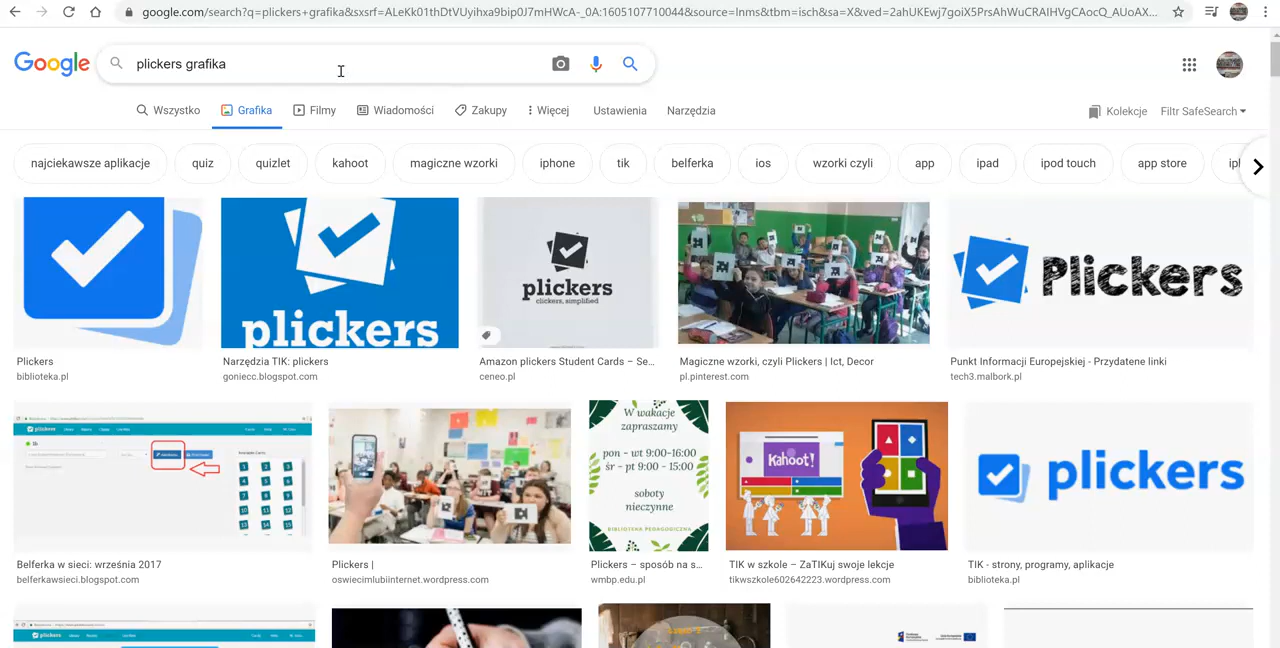 google.com/search?q=plickers+grafika&sxsrf=ALeKk01thDtVUyihxa9bip0J7mHWcA-_0A:1605107710044&source=lnms&tbm=isch&sa=X&ved=2ahUKEwj7goiX5PrsAhWuCRAIHVgCAocQ_AUoAX...
Google
plickers grafika
Wszystko Grafika Filmy Wiadomości Zakupy Więcej Ustawienia Narzędzia
Kolekcje Filtr SafeSearch
najciekawsze aplikacje quiz quizlet kahoot magiczne wzorki iphone tik belferka ios wzorki czyli app ipad ipod touch app store
plickers
plickers
clickers, simplified
Plickers
Plickers
biblioteka.pl
Narzędzia TIK: plickers
goniecc.blogspot.com
Amazon plickers Student Cards – Se...
ceneo.pl
Magiczne wzorki, czyli Plickers | Ict, Decor
pl.pinterest.com
Punkt Informacji Europejskiej - Przydatene linki
tech3.malbork.pl
plickers
W wakacje
zapraszamy
pon - wt 9:00-16:00
śr - pt 9:00 - 15:00
soboty
nieczynne
BIBLIOTEKA PEDAGOGICZNA
Kahoot!
plickers
Belferka w sieci: września 2017
belferkawsieci.blogspot.com
Plickers |
oswiecimlubiinternet.wordpress.com
Plickers – sposób na s...
wmbp.edu.pl
TIK w szkole – ZaTIKuj swoje lekcje
tikwszkole602642223.wordpress.com
TIK - strony, programy, aplikacje
biblioteka.pl
plickers